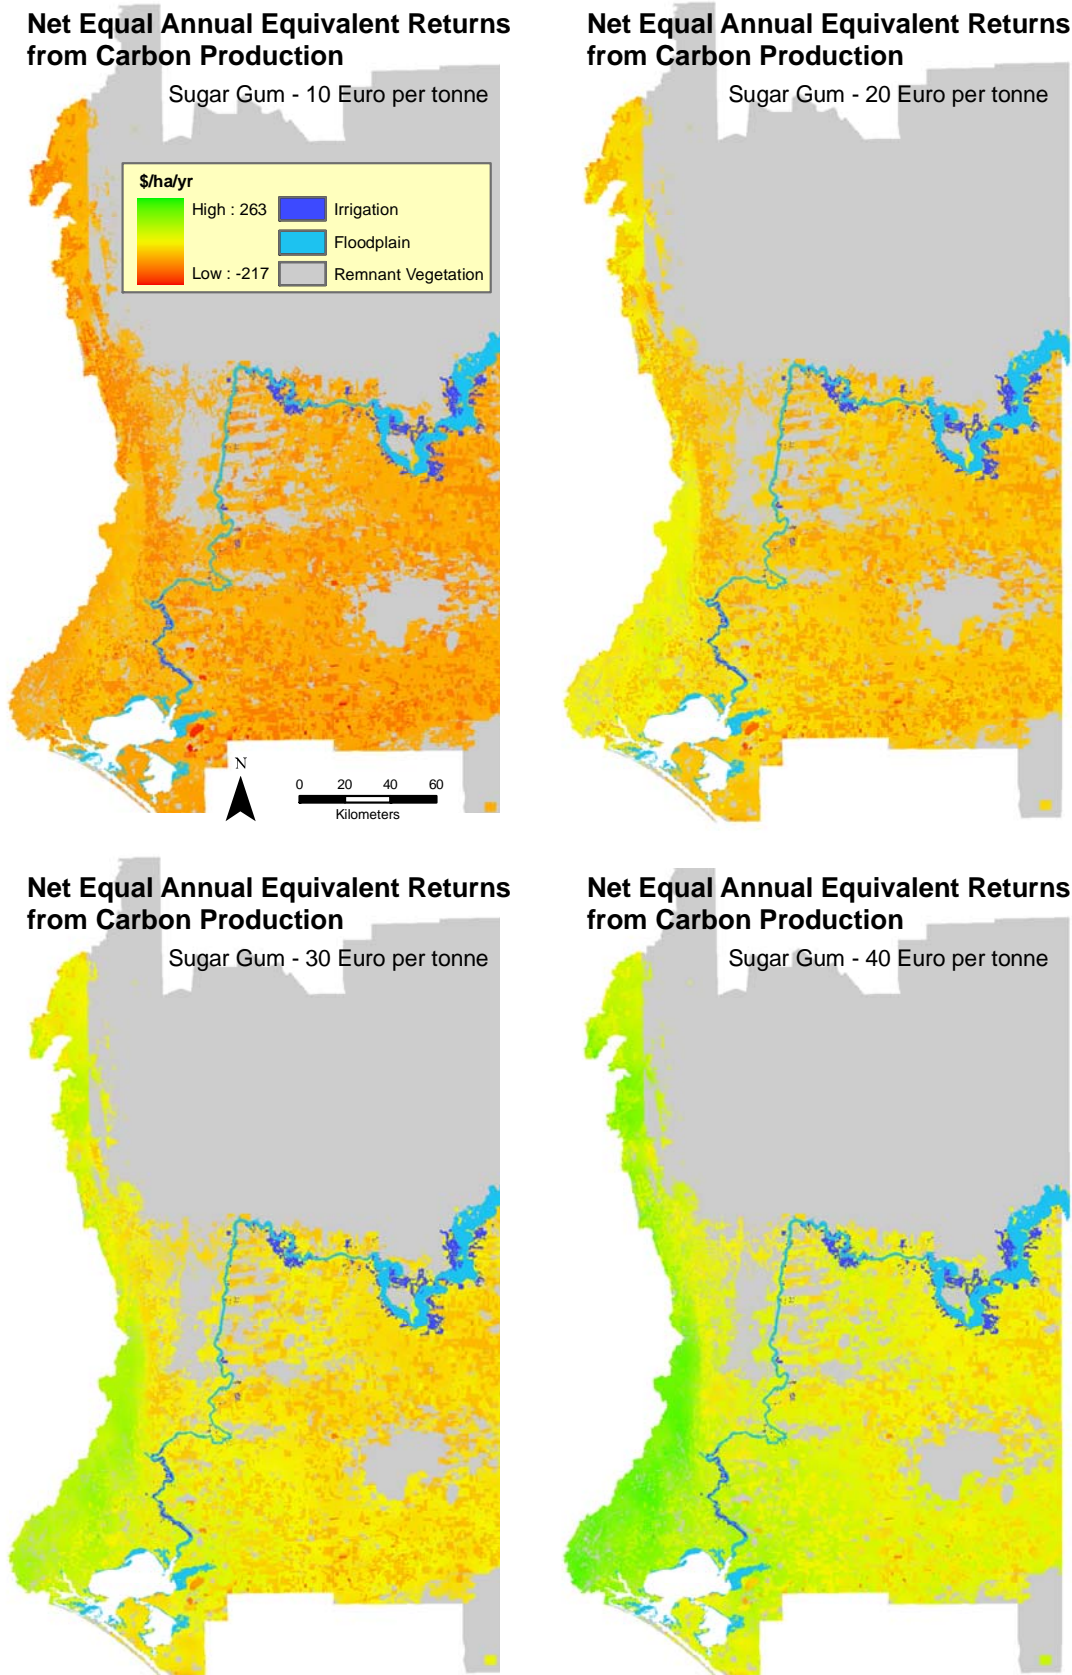 Net Equal Annual Equivalent Returns
from Carbon Production
Sugar Gum - 10 Euro per tonne
$/ha/yr
High : 263
Low : -217
Irrigation
Floodplain
Remnant Vegetation
N
0 20 40 60
Kilometers
Net Equal Annual Equivalent Returns
from Carbon Production
Sugar Gum - 20 Euro per tonne
Net Equal Annual Equivalent Returns
from Carbon Production
Sugar Gum - 30 Euro per tonne
Net Equal Annual Equivalent Returns
from Carbon Production
Sugar Gum - 40 Euro per tonne